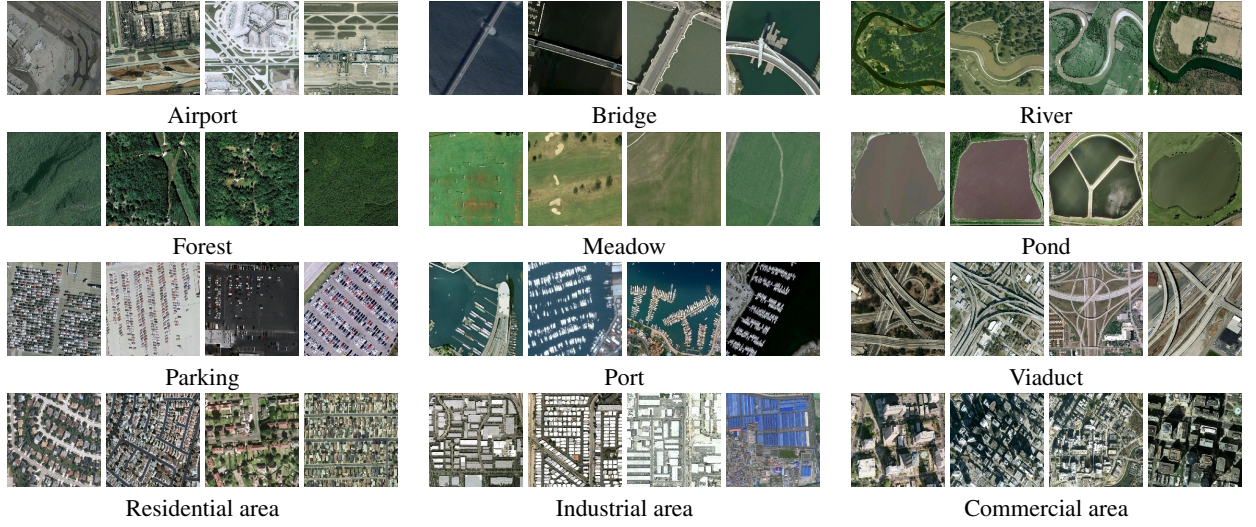 Airport
Bridge
River
Forest
Meadow
Pond
Parking
Port
Viaduct
Residential area
Industrial area
Commercial area